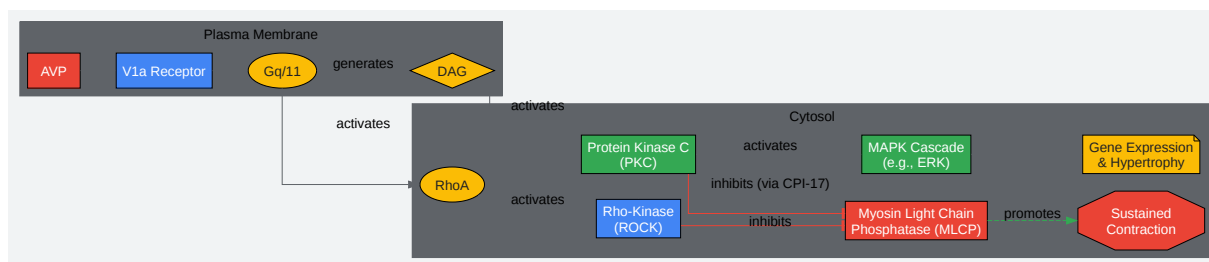 Plasma Membrane
AVP
V1a Receptor
Gq/11
generates
DAG
activates
activates
Cytosol
Protein Kinase C
(PKC)
activates
MAPK Cascade
(e.g., ERK)
Gene Expression
& Hypertrophy
RhoA
inhibits (via CPI-17)
activates
Rho-Kinase
(ROCK)
inhibits
Myosin Light Chain
Phosphatase (MLCP)
promotes
Sustained
Contraction